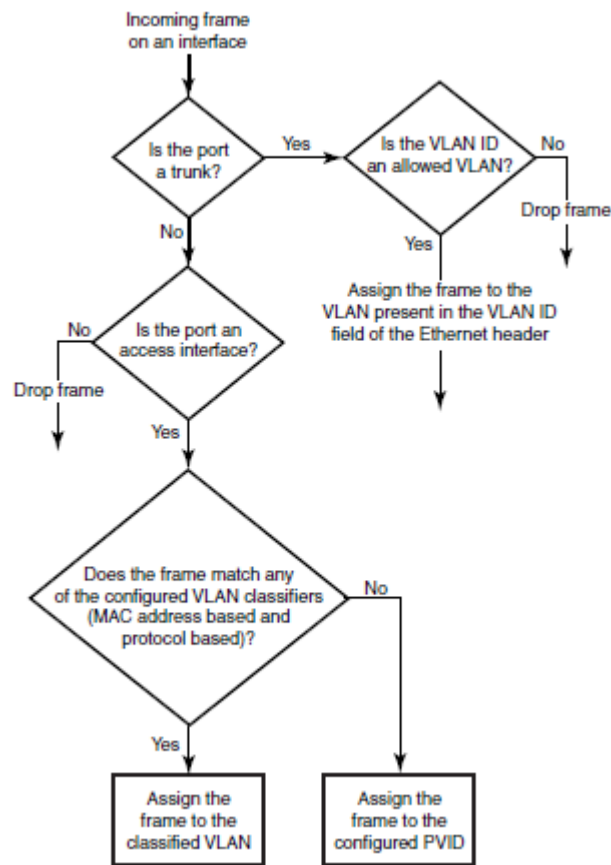 Incoming frame
on an interface
Is the port
a trunk?
Yes
Is the VLAN ID
an allowed VLAN?
No
Drop frame
No
Yes
Assign the frame to the
VLAN present in the VLAN ID
field of the Ethernet header
No
Is the port an
access interface?
Drop frame
Yes
Does the frame match any
of the configured VLAN classifiers
(MAC address based and
protocol based)?
No
Yes
Assign the
frame to the
classified VLAN
Assign the
frame to the
configured PVID